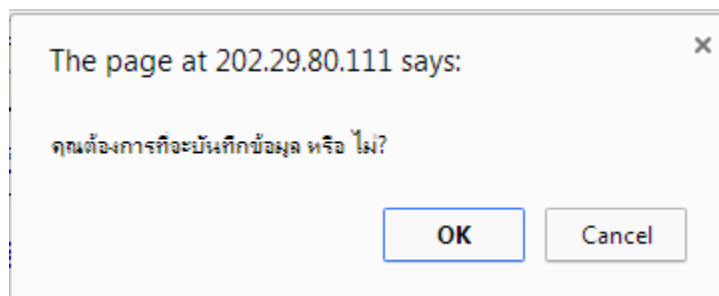 The page at 202.29.80.111 says:
คุณต้องการที่จะบันทึกข้อมูล หรือ ไม่?
OK Cancel